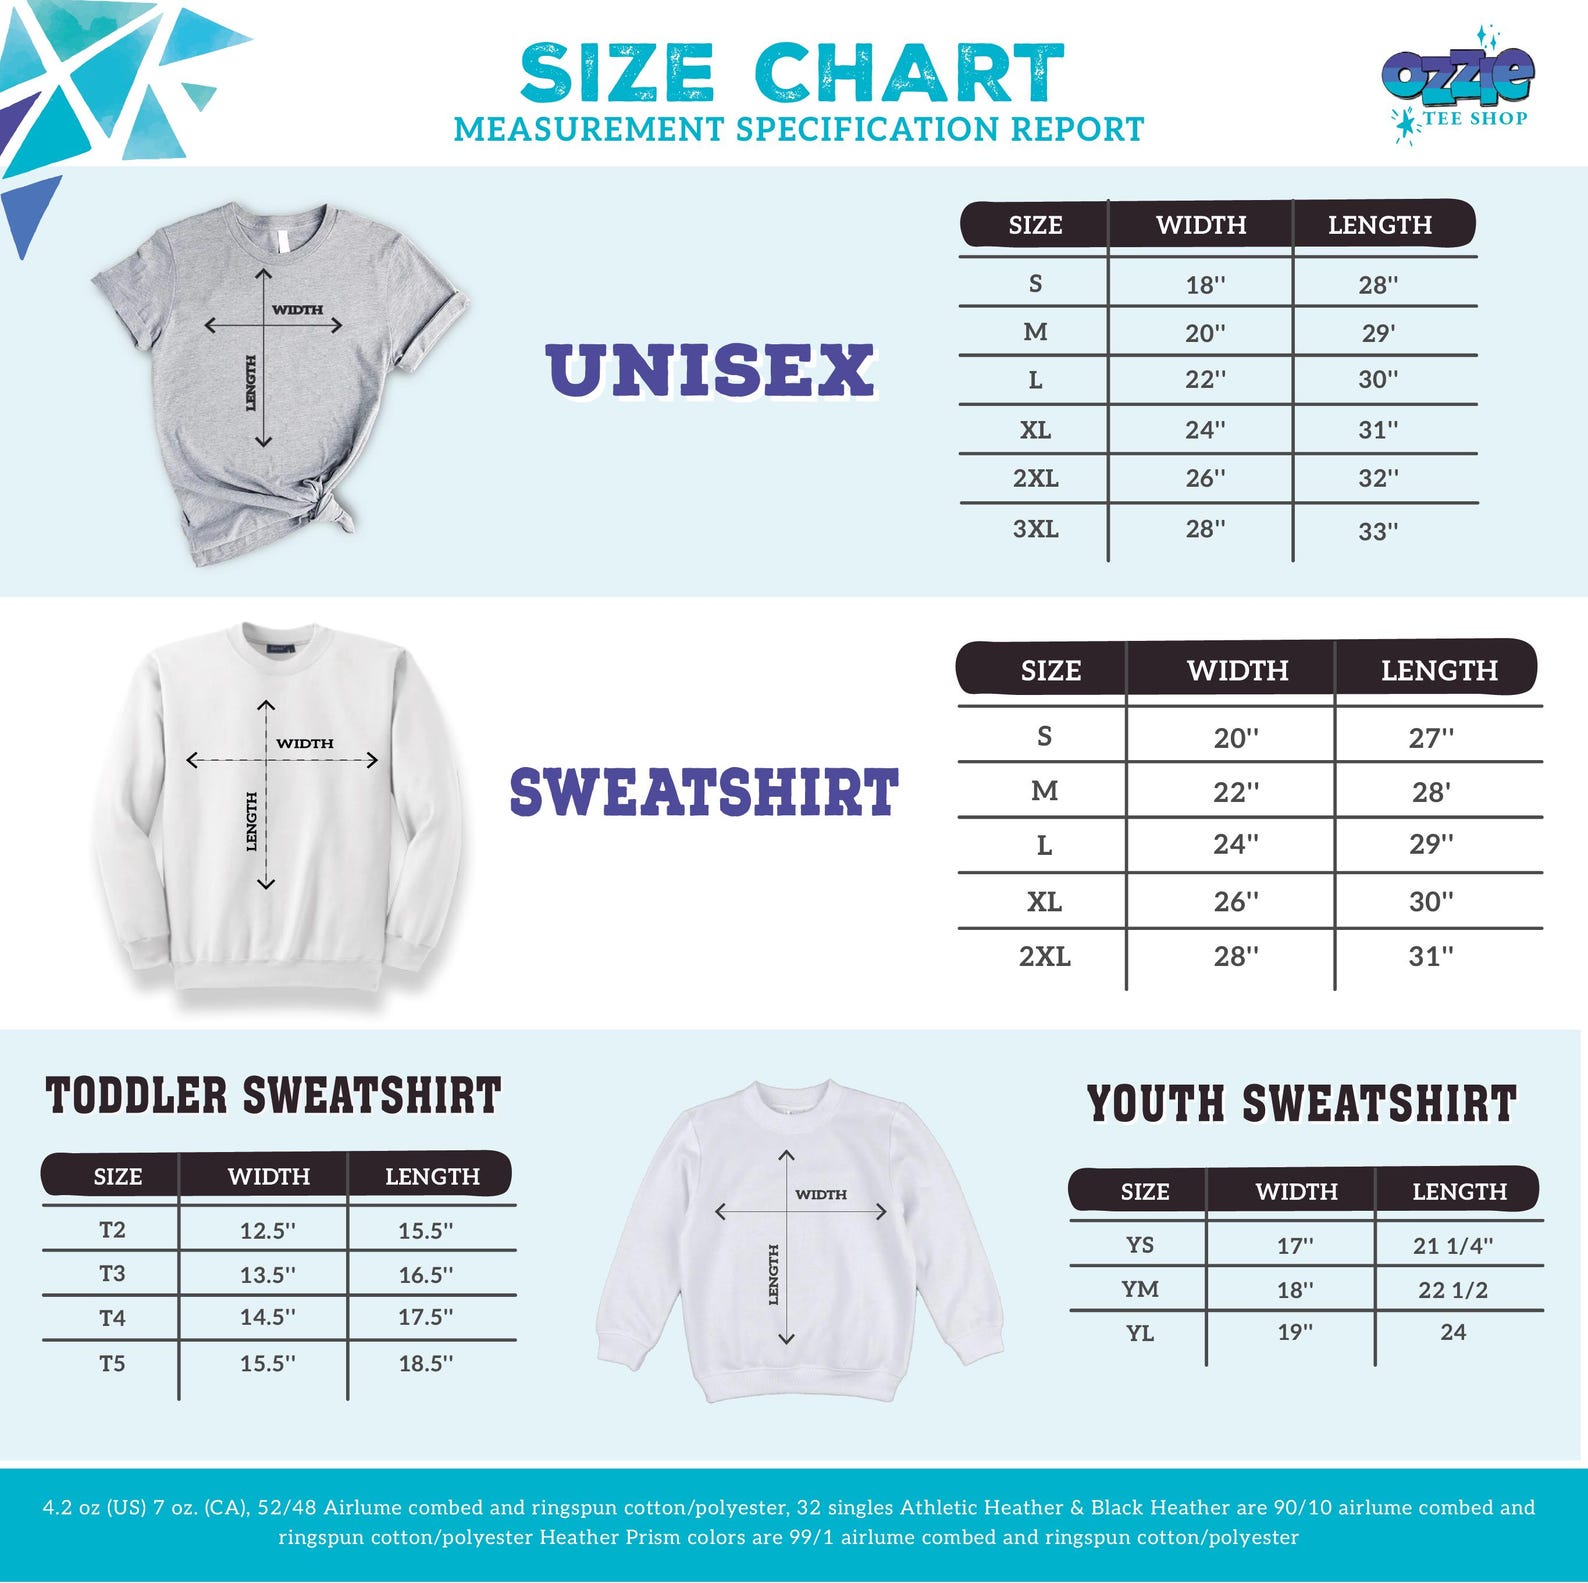 SIZE CHART
MEASUREMENT SPECIFICATION REPORT
OZZIE
TEE SHOP
WIDTH
LENGTH
UNISEX
SIZE WIDTH LENGTH
S 18'' 28''
M 20'' 29'
L 22'' 30''
XL 24'' 31''
2XL 26'' 32''
3XL 28'' 33''
WIDTH
LENGTH
SWEATSHIRT
SIZE WIDTH LENGTH
S 20'' 27''
M 22'' 28'
L 24'' 29''
XL 26'' 30''
2XL 28'' 31''
TODDLER SWEATSHIRT
SIZE WIDTH LENGTH
T2 12.5'' 15.5''
T3 13.5'' 16.5''
T4 14.5'' 17.5''
T5 15.5'' 18.5''
WIDTH
LENGTH
YOUTH SWEATSHIRT
SIZE WIDTH LENGTH
YS 17'' 21 1/4''
YM 18'' 22 1/2
YL 19'' 24
4.2 oz (US) 7 oz. (CA), 52/48 Airlume combed and ringspun cotton/polyester, 32 singles Athletic Heather & Black Heather are 90/10 airlume combed and
ringspun cotton/polyester Heather Prism colors are 99/1 airlume combed and ringspun cotton/polyester